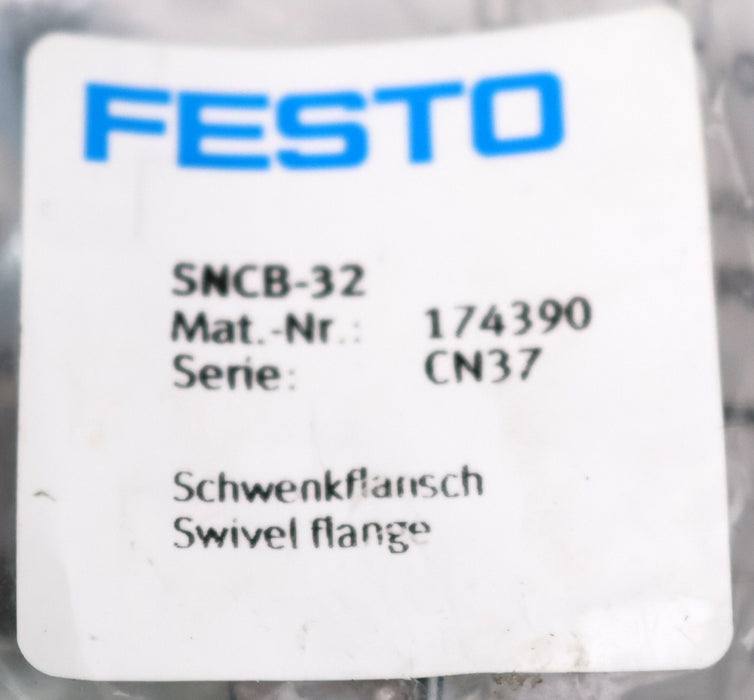 FESTO
SNCB-32
Mat.-Nr.: 174390
Serie: CN37
Schwenkflansch
Swivel flange